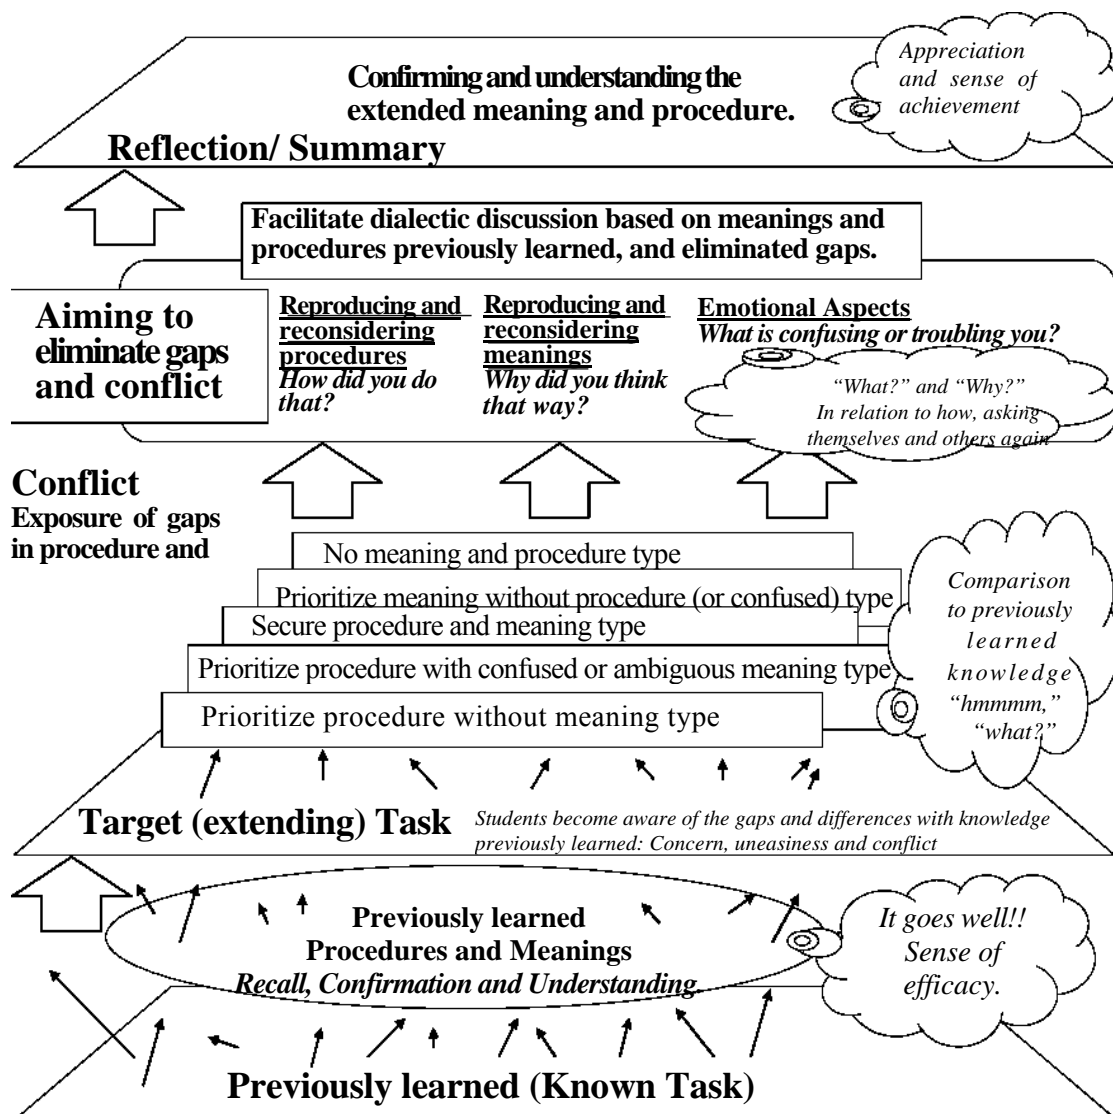 Appreciation
and sense of
achievement
Confirming and understanding the
extended meaning and procedure.
Reflection/ Summary
Facilitate dialectic discussion based on meanings and
procedures previously learned, and eliminated gaps.
Aiming to
eliminate gaps
and conflict
Reproducing and
reconsidering
procedures
How did you do
that?
Reproducing and
reconsidering
meanings
Why did you think
that way?
Emotional Aspects
What is confusing or troubling you?
“What?” and “Why?”
In relation to how, asking
themselves and others again
Conflict
Exposure of gaps
in procedure and
No meaning and procedure type
Prioritize meaning without procedure (or confused) type
Secure procedure and meaning type
Prioritize procedure with confused or ambiguous meaning type
Prioritize procedure without meaning type
Comparison
to previously
learned
knowledge
“hmmmm,”
“what?”
Target (extending) Task
Students become aware of the gaps and differences with knowledge
previously learned: Concern, uneasiness and conflict
Previously learned
Procedures and Meanings
Recall, Confirmation and Understanding.
It goes well!!
Sense of
efficacy.
Previously learned (Known Task)